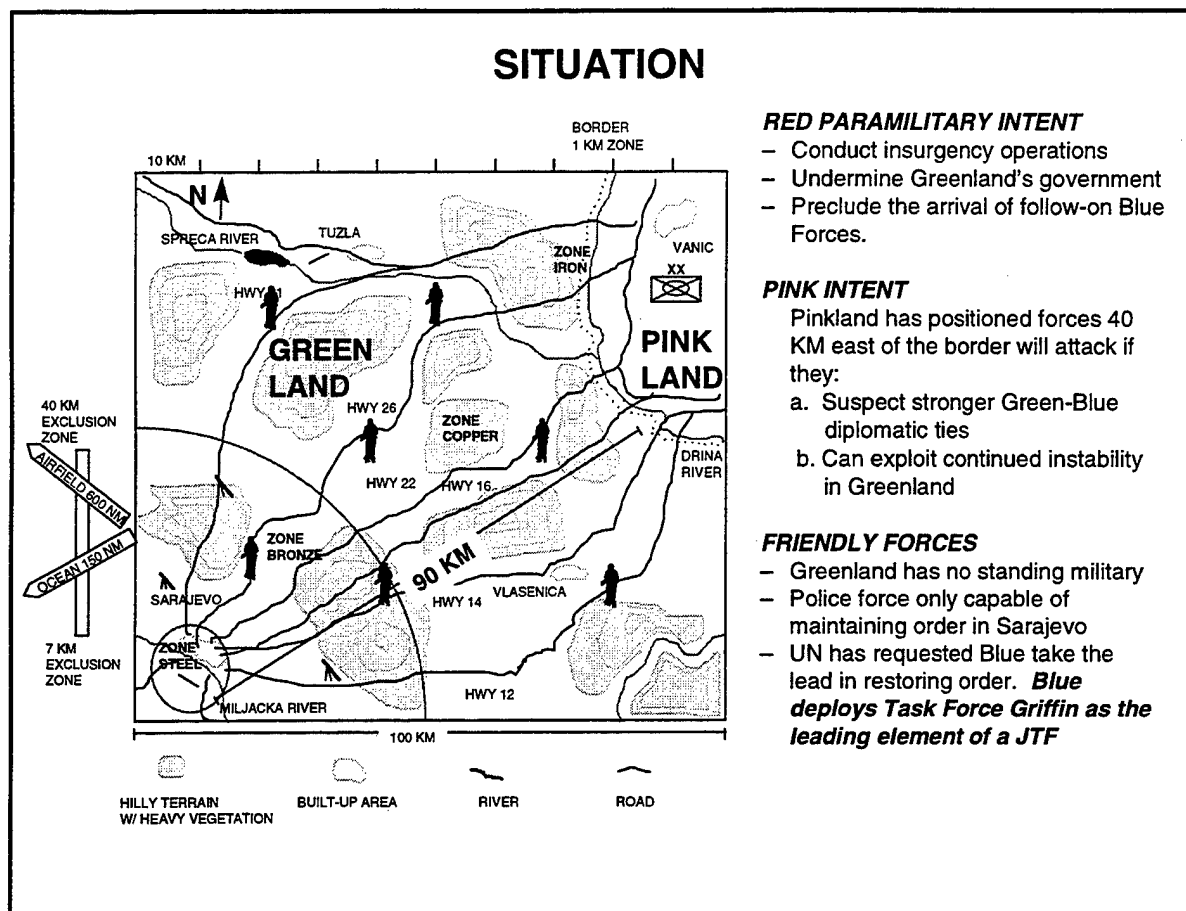 SITUATION
BORDER
1 KM ZONE
10 KM
N
SPRECA RIVER
TUZLA
ZONE
IRON
VANIC
XX
GREEN
LAND
PINK
LAND
HWY 26
ZONE
COPPER
HWY 22
HWY 16
DRINA
RIVER
40 KM
EXCLUSION
ZONE
AIRFIELD 600 NM
OCEAN 150 NM
7 KM
EXCLUSION
ZONE
ZONE
BRONZE
SARAJEVO
90 KM
HWY 14
VLASENICA
ZONE
STEEL
HWY 12
MILJACKA RIVER
100 KM
HILLY TERRAIN
W/ HEAVY VEGETATION
BUILT-UP AREA
RIVER
ROAD
RED PARAMILITARY INTENT
– Conduct insurgency operations
– Undermine Greenland's government
– Preclude the arrival of follow-on Blue
Forces.
PINK INTENT
Pinkland has positioned forces 40
KM east of the border will attack if
they:
a. Suspect stronger Green-Blue
diplomatic ties
b. Can exploit continued instability
in Greenland
FRIENDLY FORCES
– Greenland has no standing military
– Police force only capable of
maintaining order in Sarajevo
– UN has requested Blue take the
lead in restoring order. Blue
deploys Task Force Griffin as the
leading element of a JTF